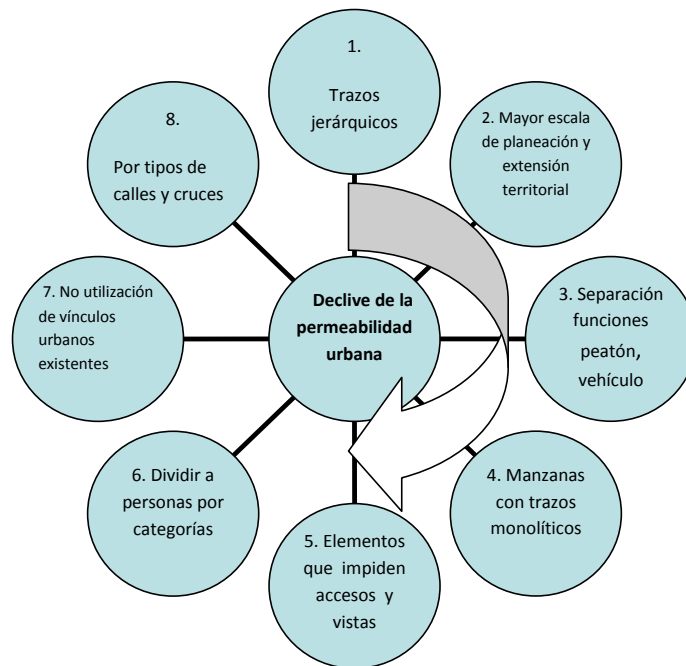 1.
Trazos
jerárquicos
2. Mayor escala
de planeación y
extensión
territorial
3. Separación
funciones
peatón,
vehículo
4. Manzanas
con trazos
monolíticos
5. Elementos
que impiden
accesos y
vistas
6. Dividir a
personas por
categorías
7. No utilización
de vínculos
urbanos
existentes
8.
Por tipos de
calles y cruces
Declive de la
permeabilidad
urbana